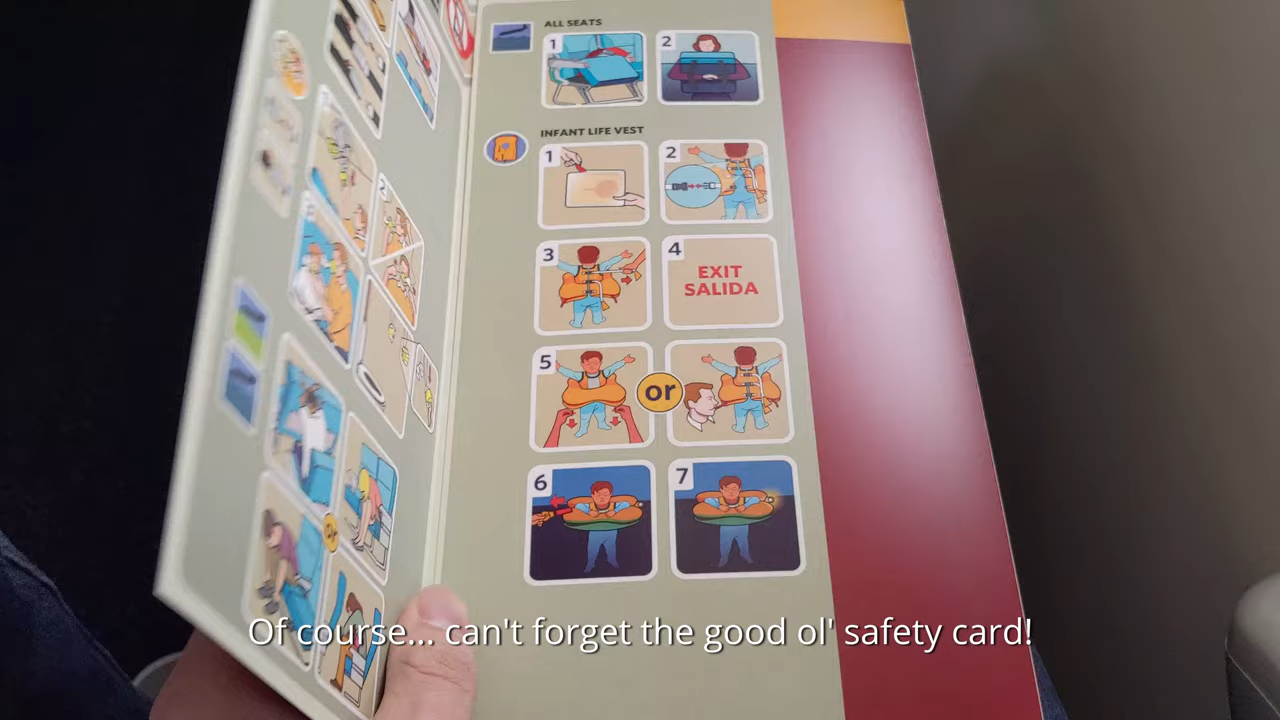 ALL SEATS
1
2
INFANT LIFE VEST
1
2
3
4
EXIT
SALIDA
5
or
6
7
2
Of course... can't forget the good ol' safety card!